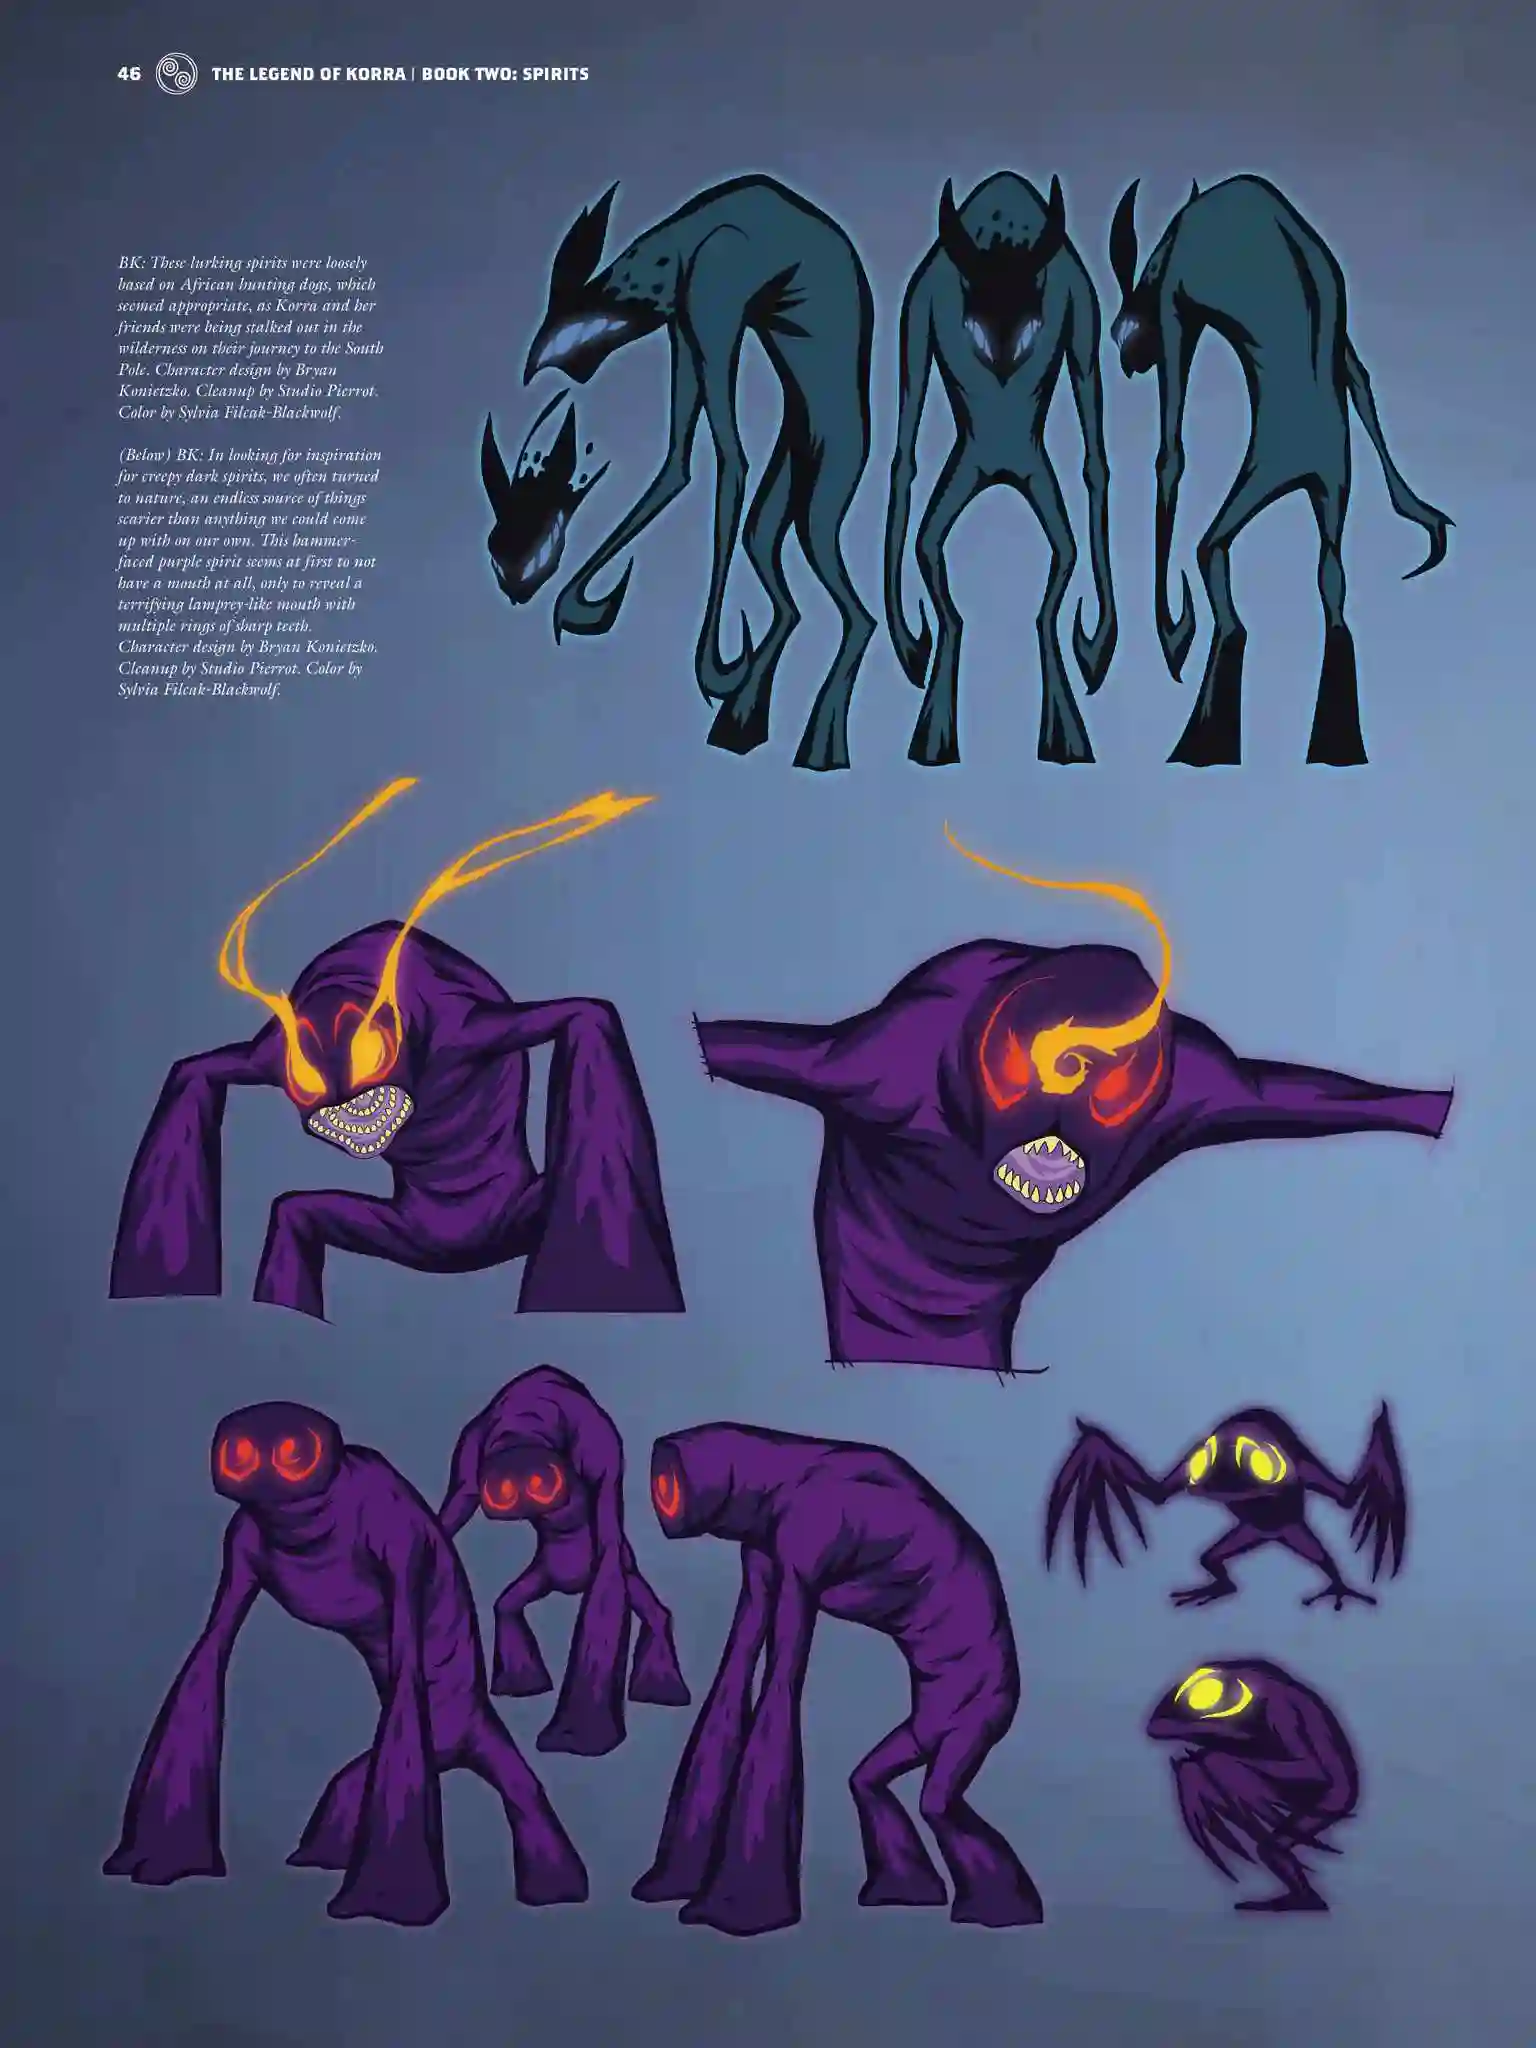 46 THE LEGEND OF KORRA | BOOK TWO: SPIRITS
BK: These lurking spirits were loosely
based on African hunting dogs, which
seemed appropriate, as Korra and her
friends were being stalked out in the
wilderness on their journey to the South
Pole. Character design by Bryan
Konietzko. Cleanup by Studio Pierrot.
Color by Sylvia Filcak-Blackwolf.
(Below) BK: In looking for inspiration
for creepy dark spirits, we often turned
to nature, an endless source of things
scarier than anything we could come
up with on our own. This hammer-
faced purple spirit seems at first to not
have a mouth at all, only to reveal a
terrifying lamprey-like mouth with
multiple rings of sharp teeth.
Character design by Bryan Konietzko.
Cleanup by Studio Pierrot. Color by
Sylvia Filcak-Blackwolf.